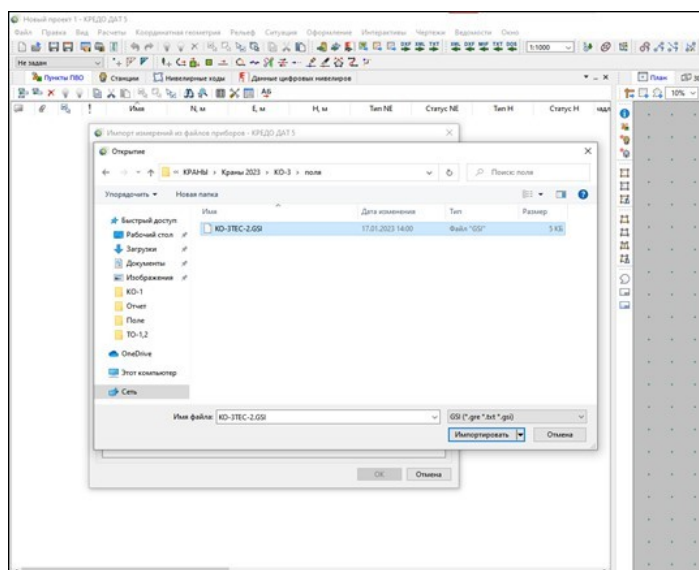 Новый проект 1 - КРЕДО ДАТ 5
Файл Правка Вид Расчеты Координатная геометрия Рельеф Ситуация Оформление Интерактивы Чертежи Ведомости Окно
1:1000
Не задан
Пункты ПВО Станции Нивелирные ходы Данные цифровых нивелиров План
10%
Имя N, м E, м H, м Тип NE Статус NE Тип H Статус H
Импорт измерений из файлов приборов - КРЕДО ДАТ 5
Открытие
« КРАНЫ › Краны 2023 › КО-3 › поле
Поиск: поле
Упорядочить Новая папка
Имя Дата изменения Тип Размер
КО-3ТЕС-2.GSI 17.01.2023 14:00 Файл "GSI" 5 КБ
Быстрый доступ
Рабочий стол
Загрузки
Документы
Изображения
КО-1
Отчет
Поле
ТО-1,2
OneDrive
Этот компьютер
Сеть
Имя файла: КО-3ТЕС-2.GSI GSI (*.gre *.txt *.gsi)
Импортировать Отмена
OK Отмена